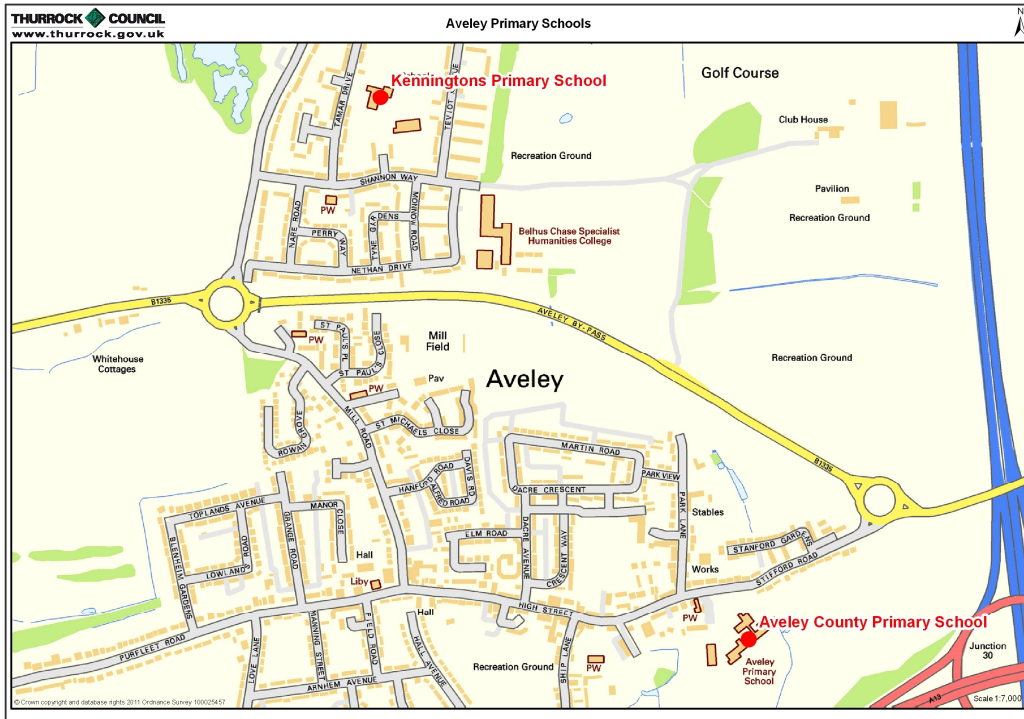 THURROCK COUNCIL
www.thurrock.gov.uk
Aveley Primary Schools
N
Kenningtons Primary School
Golf Course
Club House
TAMAR DRIVE
Recreation Ground
SHANNON WAY
Pavilion
Recreation Ground
PW
NARE ROAD
PERRY WAY
MONNOW ROAD
NETHAN DRIVE
Belhus Chase Specialist
Humanities College
B1335
AVELEY BY-PASS
Whitehouse
Cottages
ST PAUL'S PL
ST PAUL'S CLOSE
PW
Mill
Field
Recreation Ground
Pav
Aveley
PW
MILL ROAD
ST MICHAELS CLOSE
ROWAN GROVE
MARTIN ROAD
PARK VIEW
B1335
HANFORD ROAD
ALFRED ROAD
DAVIS RD
DACRE CRESCENT
PARK LANE
Stables
TOPLANDS AVENUE
MANOR CLOSE
GRANGE ROAD
BLENHEIM GARDENS
LOWLANDS ROAD
ELM ROAD
DACRE AVENUE
CRESCENT WAY
STANFORD GARDENS
Hall
Liby
Works
STIFFORD ROAD
HIGH STREET
Hall
PW
Aveley County Primary School
PURFLEET ROAD
LOVE LANE
MANNING STREET
FIELD ROAD
HALL AVENUE
SHIP LANE
Recreation Ground
PW
Aveley
Primary
School
Junction
30
ARNHEM AVENUE
A13
© Crown copyright and database rights 2011 Ordnance Survey 100025457
Scale 1:7,000